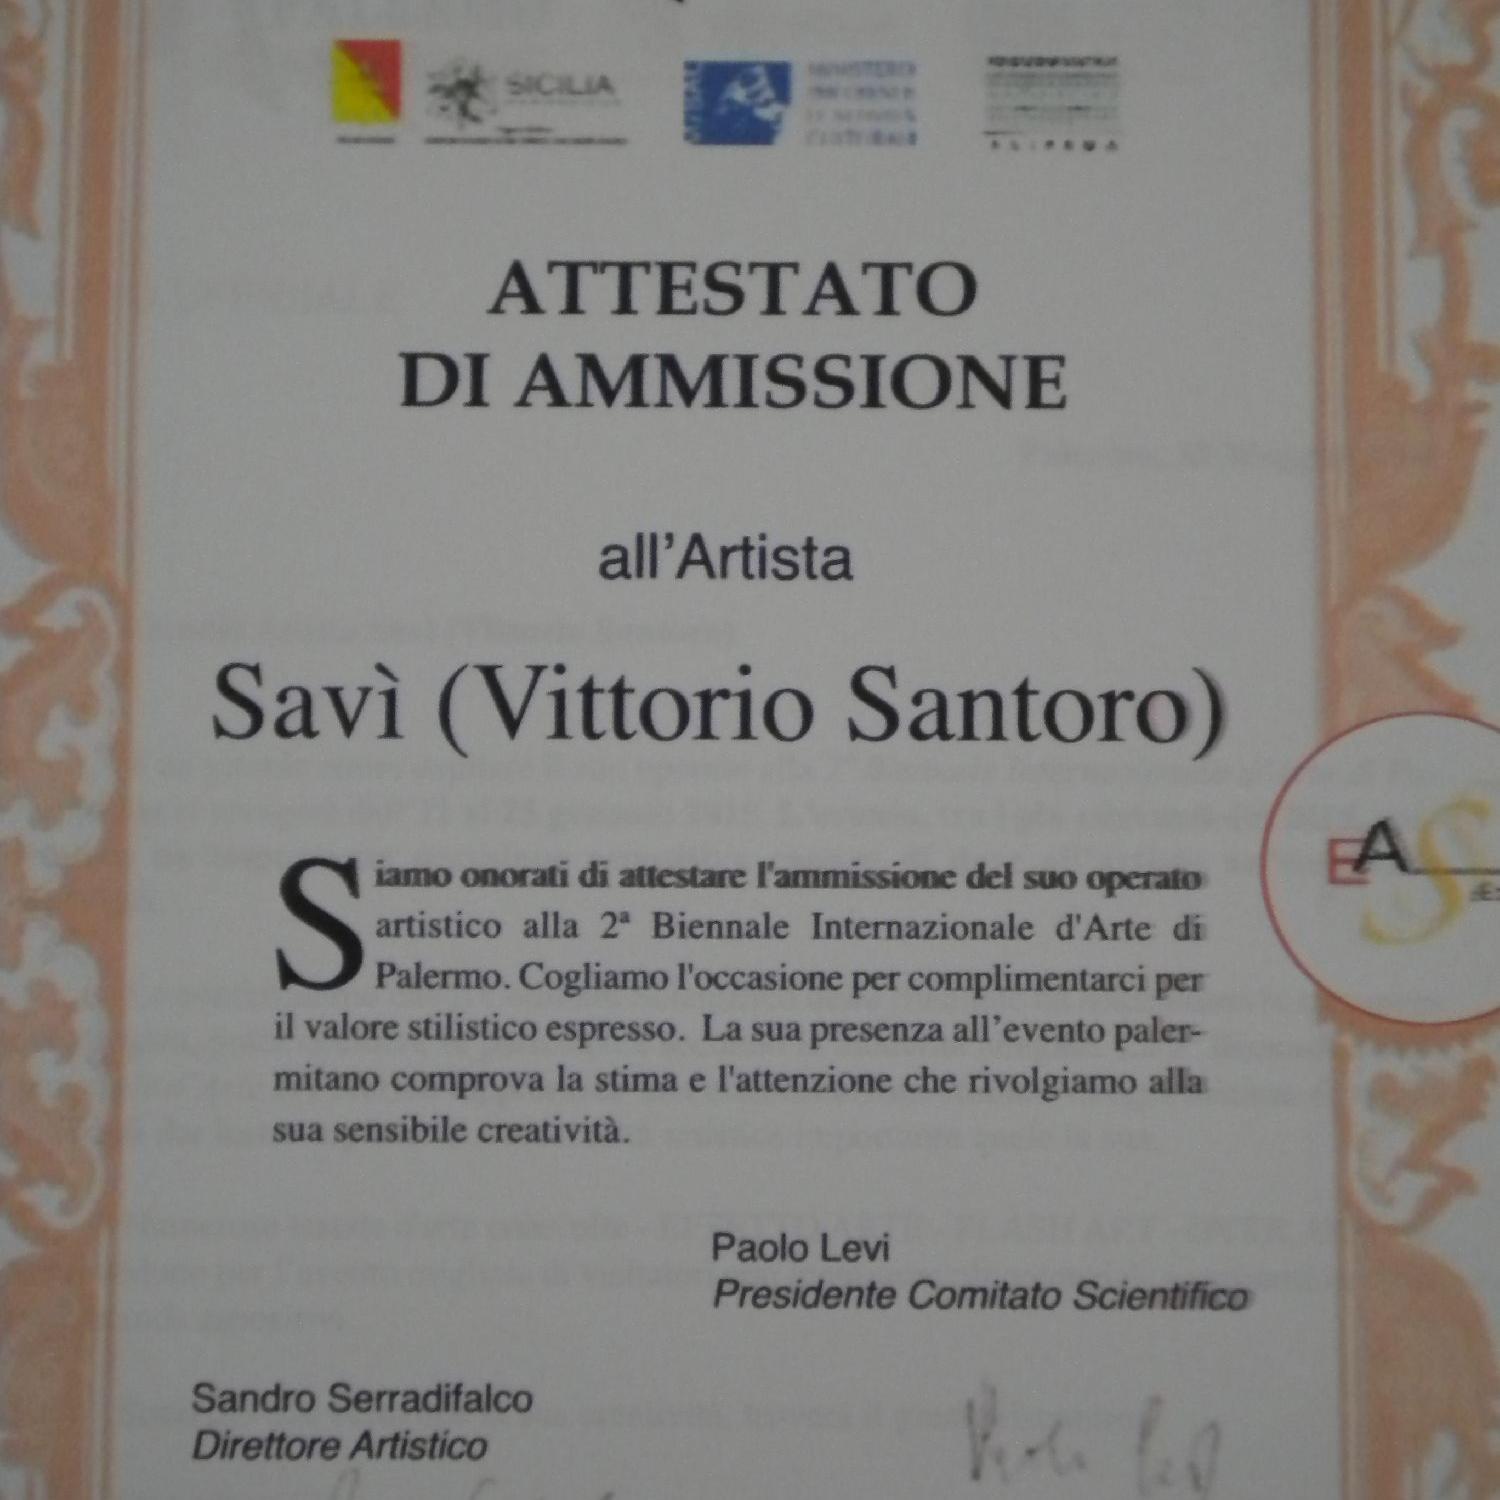 SICILIA
ATTESTATO
DI AMMISSIONE
all'Artista
Savì (Vittorio Santoro)
Siamo onorati di attestare l'ammissione del suo operato
artistico alla 2ª Biennale Internazionale d'Arte di
Palermo. Cogliamo l'occasione per complimentarci per
il valore stilistico espresso. La sua presenza all'evento paler-
mitano comprova la stima e l'attenzione che rivolgiamo alla
sua sensibile creatività.
EA
S
Paolo Levi
Presidente Comitato Scientifico
Sandro Serradifalco
Direttore Artistico